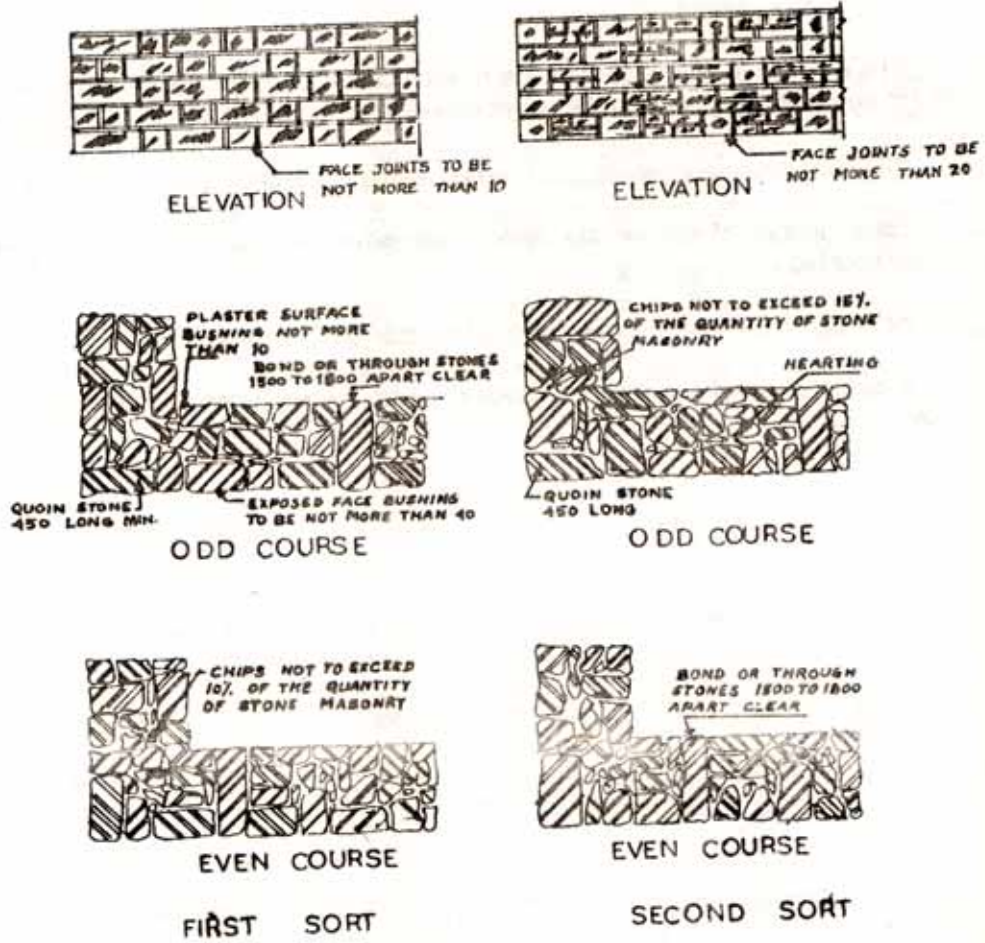 FACE JOINTS TO BE
NOT MORE THAN 10
ELEVATION
FACE JOINTS TO BE
NOT MORE THAN 20
ELEVATION
PLASTER SURFACE
BUSHING NOT MORE
THAN 10
BOND OR THROUGH STONES
1500 TO 1800 APART CLEAR
QUOIN STONE
450 LONG MIN.
EXPOSED FACE BUSHING
TO BE NOT MORE THAN 40
ODD COURSE
CHIPS NOT TO EXCEED 15%
OF THE QUANTITY OF STONE
MASONRY
HEARTING
QUOIN STONE
450 LONG
ODD COURSE
CHIPS NOT TO EXCEED
10% OF THE QUANTITY
OF STONE MASONRY
EVEN COURSE
FIRST SORT
BOND OR THROUGH
STONES 1500 TO 1800
APART CLEAR
EVEN COURSE
SECOND SORT